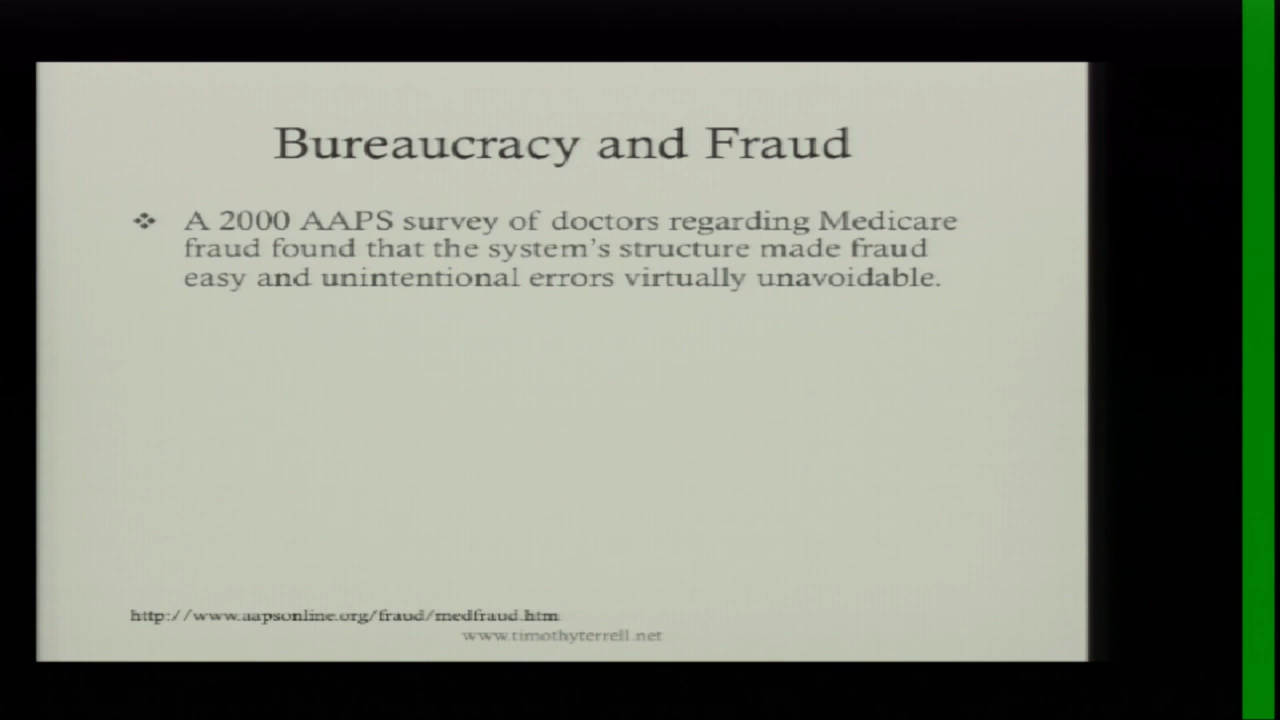 Bureaucracy and Fraud
❖ A 2000 AAPS survey of doctors regarding Medicare
fraud found that the system's structure made fraud
easy and unintentional errors virtually unavoidable.
http://www.aapsonline.org/fraud/medfraud.htm
www.timothyterrell.net